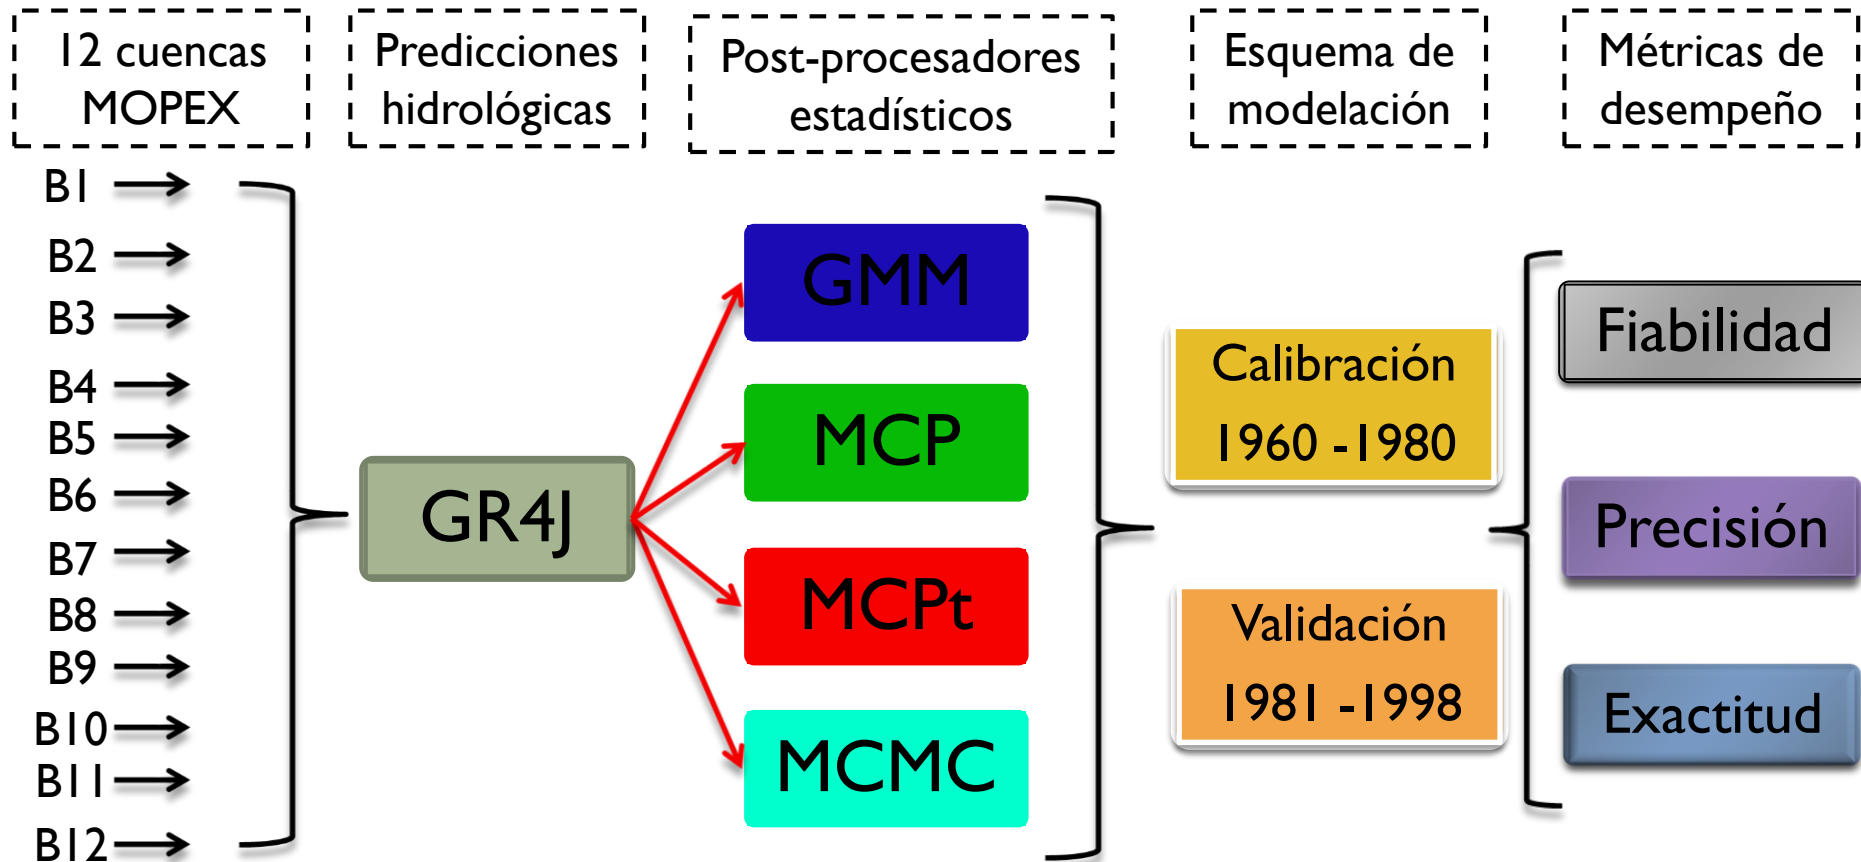 12 cuencas
MOPEX
Predicciones
hidrológicas
Post-procesadores
estadísticos
Esquema de
modelación
Métricas de
desempeño
B1
B2
B3
B4
B5
B6
B7
B8
B9
B10
B11
B12
GR4J
GMM
MCP
MCPt
MCMC
Calibración
1960 -1980
Validación
1981 -1998
Fiabilidad
Precisión
Exactitud